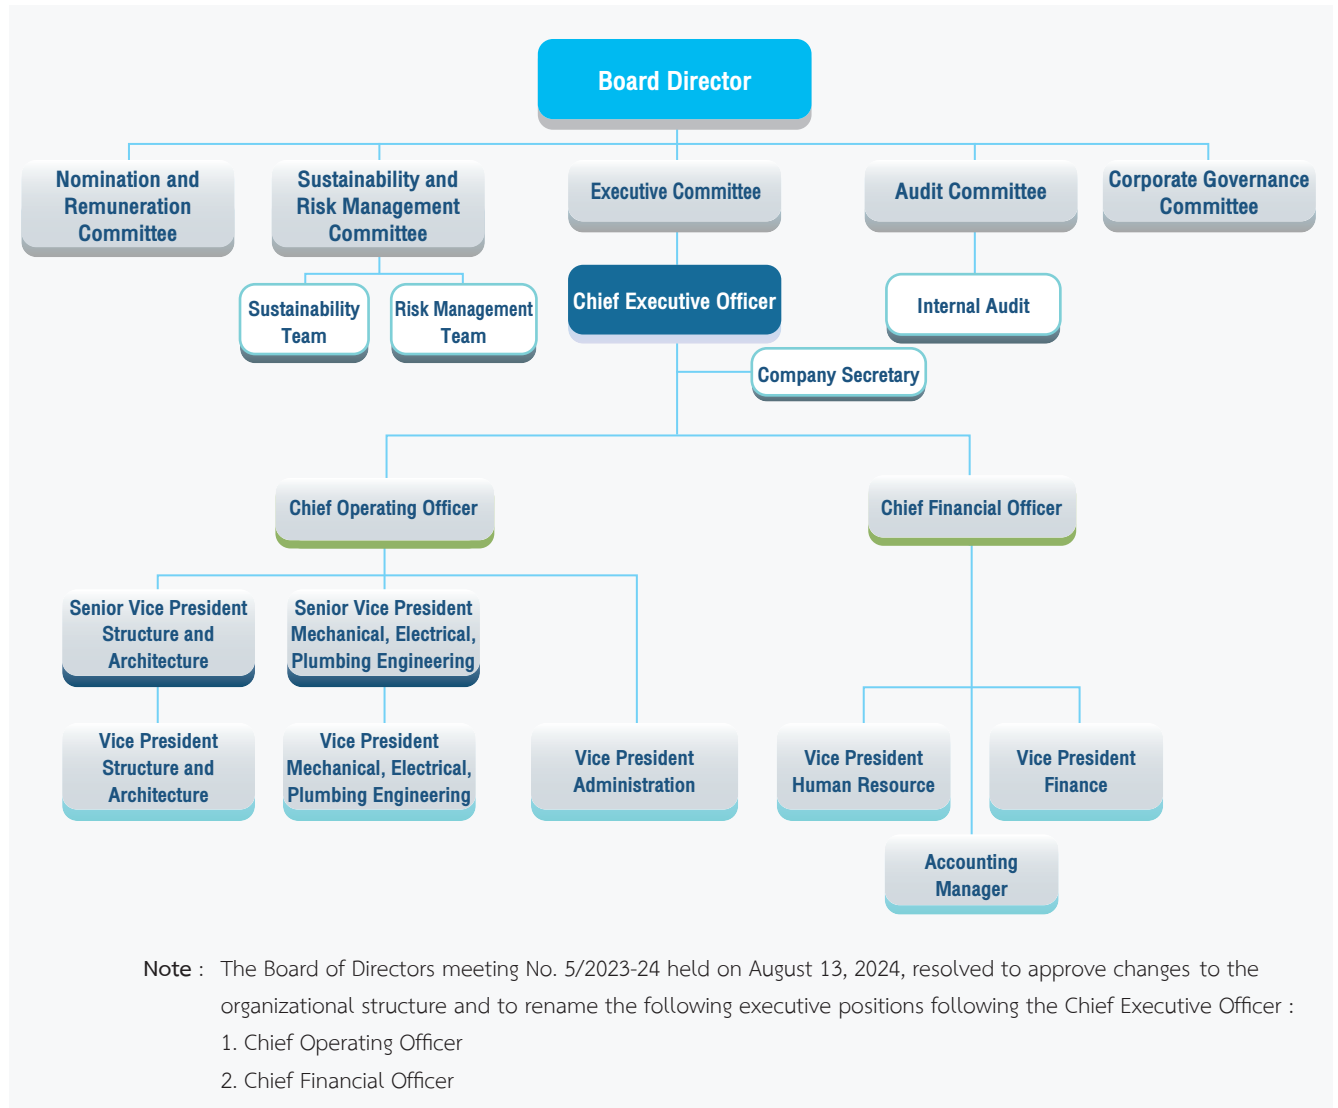 Board Director
Nomination and
Remuneration
Committee
Sustainability and
Risk Management
Committee
Executive Committee
Audit Committee
Corporate Governance
Committee
Sustainability
Team
Risk Management
Team
Chief Executive Officer
Internal Audit
Company Secretary
Chief Operating Officer
Chief Financial Officer
Senior Vice President
Structure and
Architecture
Senior Vice President
Mechanical, Electrical,
Plumbing Engineering
Vice President
Structure and
Architecture
Vice President
Mechanical, Electrical,
Plumbing Engineering
Vice President
Administration
Vice President
Human Resource
Vice President
Finance
Accounting
Manager
Note : The Board of Directors meeting No. 5/2023-24 held on August 13, 2024, resolved to approve changes to the
organizational structure and to rename the following executive positions following the Chief Executive Officer :
1. Chief Operating Officer
2. Chief Financial Officer